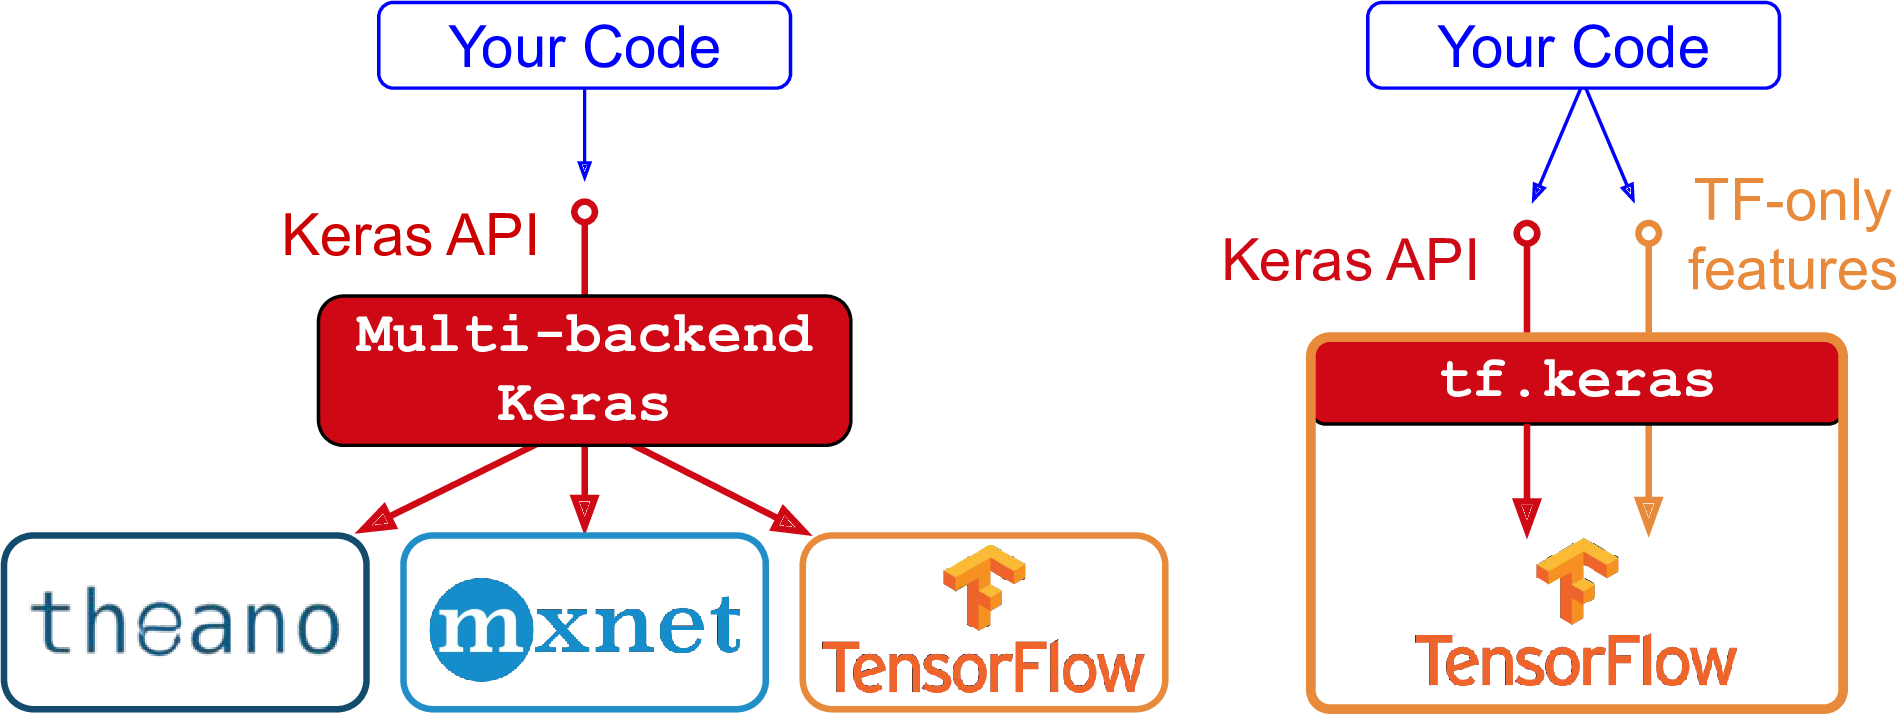 Your Code
Keras API
Multi-backend
Keras
theano
mxnet
TensorFlow
Your Code
Keras API
TF-only
features
tf.keras
TensorFlow